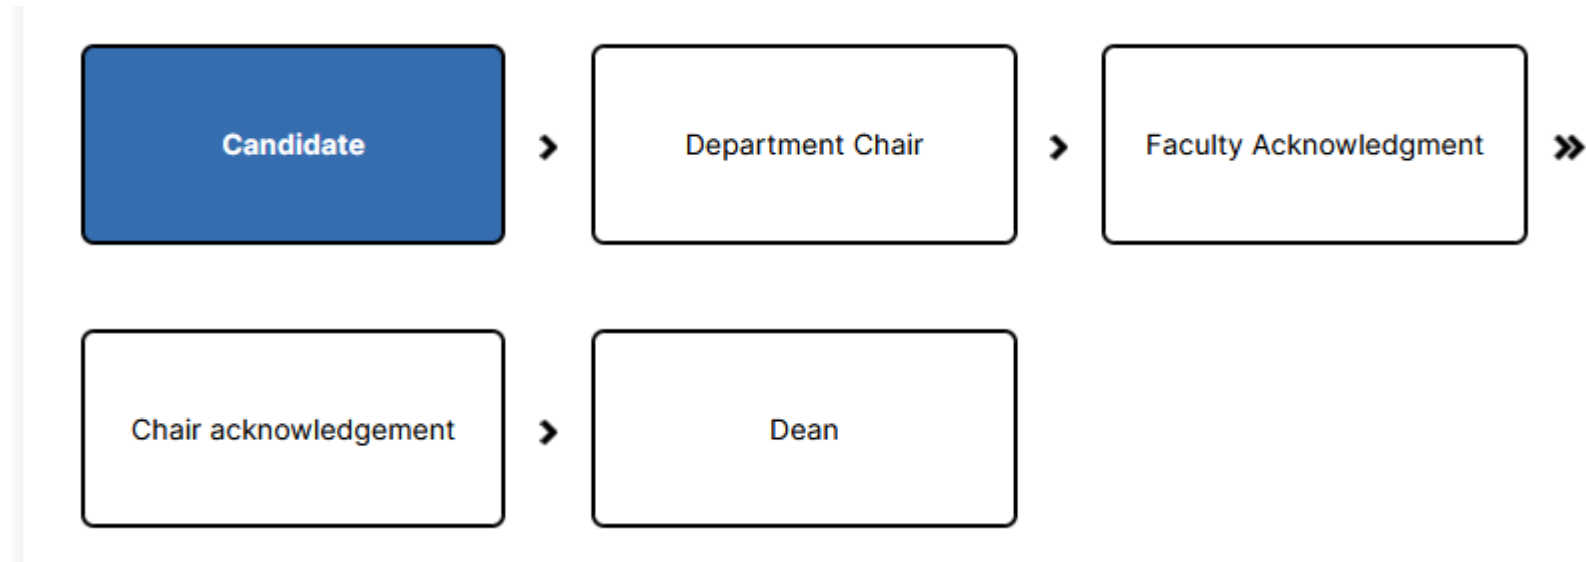 Candidate
Department Chair
Faculty Acknowledgment
Chair acknowledgement
Dean